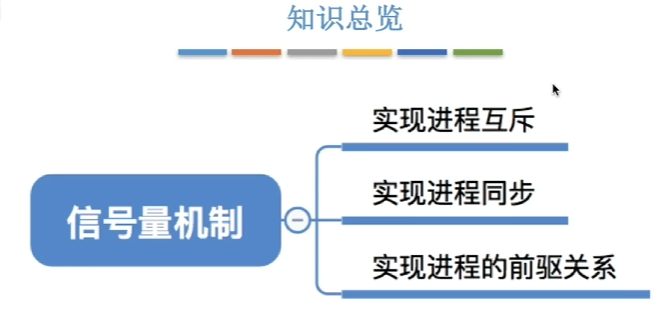 知识总览
实现进程互斥
实现进程同步
信号量机制
实现进程的前驱关系